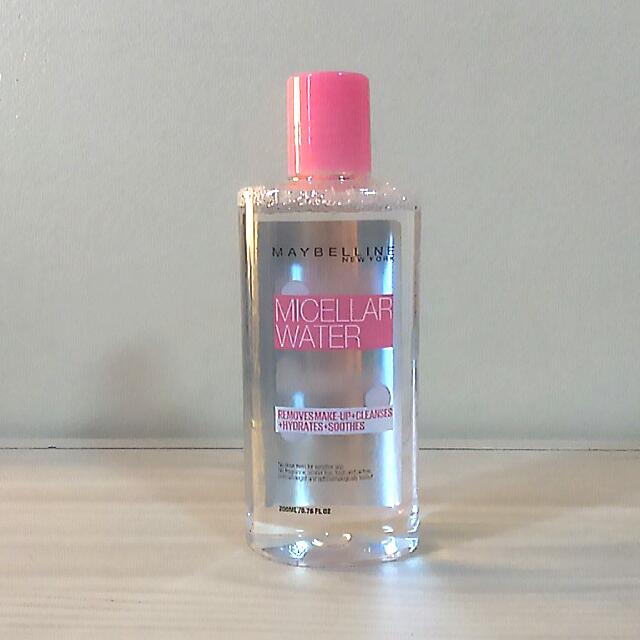 MAYBELLINE
NEW YORK
MICELLAR
WATER
REMOVES MAKE-UP+CLEANSES
+HYDRATES+SOOTHES
200ML/6.76 FL OZ